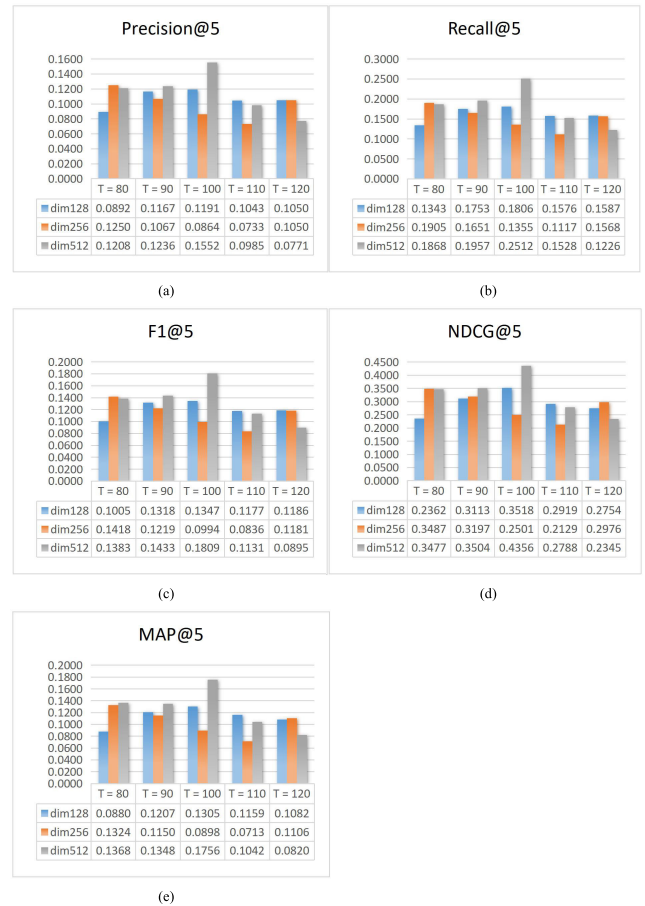 Precision@5
0.1600
0.1400
0.1200
0.1000
0.0800
0.0600
0.0400
0.0200
0.0000
T = 80 T = 90 T = 100 T = 110 T = 120
dim128 0.0892 0.1167 0.1191 0.1043 0.1050
dim256 0.1250 0.1067 0.0864 0.0733 0.1050
dim512 0.1208 0.1236 0.1552 0.0985 0.0771
(a)
Recall@5
0.3000
0.2500
0.2000
0.1500
0.1000
0.0500
0.0000
T = 80 T = 90 T = 100 T = 110 T = 120
dim128 0.1343 0.1753 0.1806 0.1576 0.1587
dim256 0.1905 0.1651 0.1355 0.1117 0.1568
dim512 0.1868 0.1957 0.2512 0.1528 0.1226
(b)
F1@5
0.2000
0.1800
0.1600
0.1400
0.1200
0.1000
0.0800
0.0600
0.0400
0.0200
0.0000
T = 80 T = 90 T = 100 T = 110 T = 120
dim128 0.1005 0.1318 0.1347 0.1177 0.1186
dim256 0.1418 0.1219 0.0994 0.0836 0.1181
dim512 0.1383 0.1433 0.1809 0.1131 0.0895
(c)
NDCG@5
0.4500
0.4000
0.3500
0.3000
0.2500
0.2000
0.1500
0.1000
0.0500
0.0000
T = 80 T = 90 T = 100 T = 110 T = 120
dim128 0.2362 0.3113 0.3518 0.2919 0.2754
dim256 0.3487 0.3197 0.2501 0.2129 0.2976
dim512 0.3477 0.3504 0.4356 0.2788 0.2345
(d)
MAP@5
0.2000
0.1800
0.1600
0.1400
0.1200
0.1000
0.0800
0.0600
0.0400
0.0200
0.0000
T = 80 T = 90 T = 100 T = 110 T = 120
dim128 0.0880 0.1207 0.1305 0.1159 0.1082
dim256 0.1324 0.1150 0.0898 0.0713 0.1106
dim512 0.1368 0.1348 0.1756 0.1042 0.0820
(e)